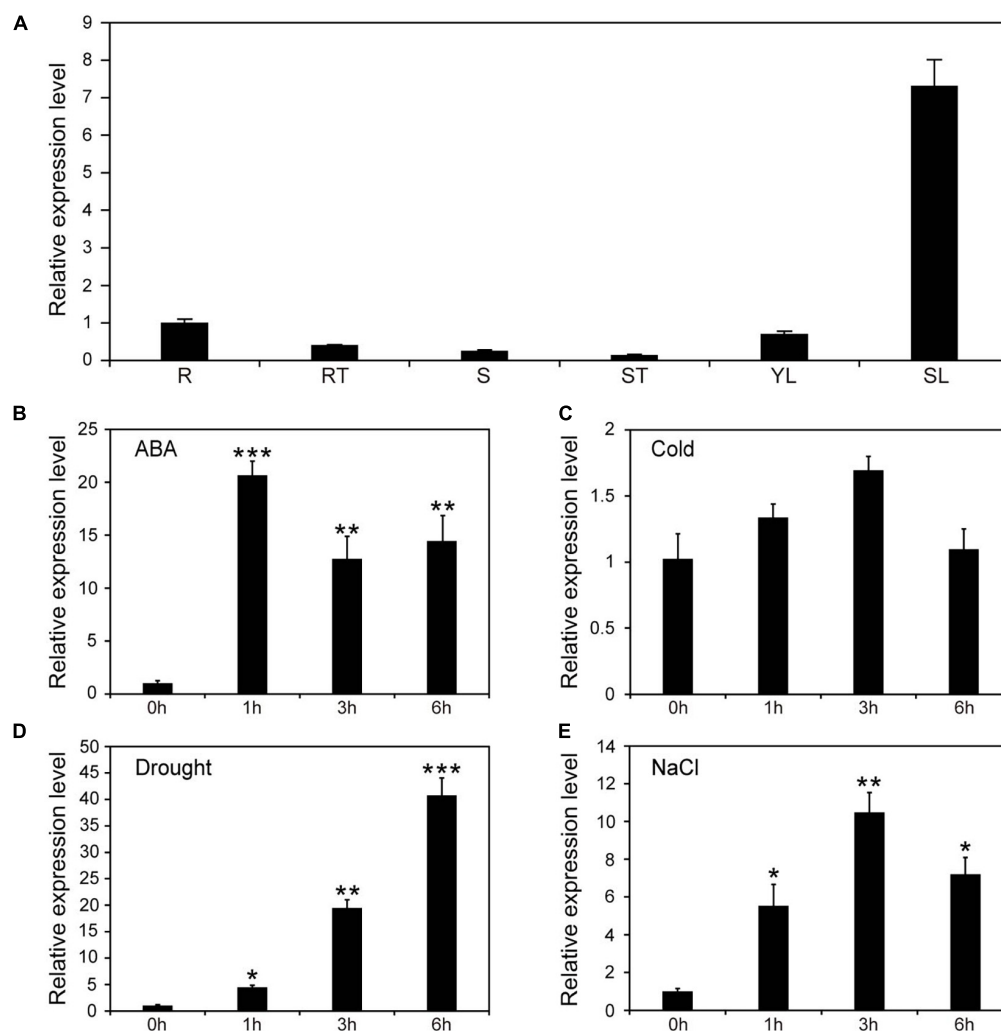 A
Relative expression level
9
8
7
6
5
4
3
2
1
0
R RT S ST YL SL
B
Relative expression level
ABA
25
20
15
10
5
0
***
**
**
0h 1h 3h 6h
C
Relative expression level
Cold
2
1.5
1
0.5
0
0h 1h 3h 6h
D
Relative expression level
Drought
50
45
40
35
30
25
20
15
10
5
0
*
**
***
0h 1h 3h 6h
E
Relative expression level
NaCl
14
12
10
8
6
4
2
0
*
**
*
0h 1h 3h 6h